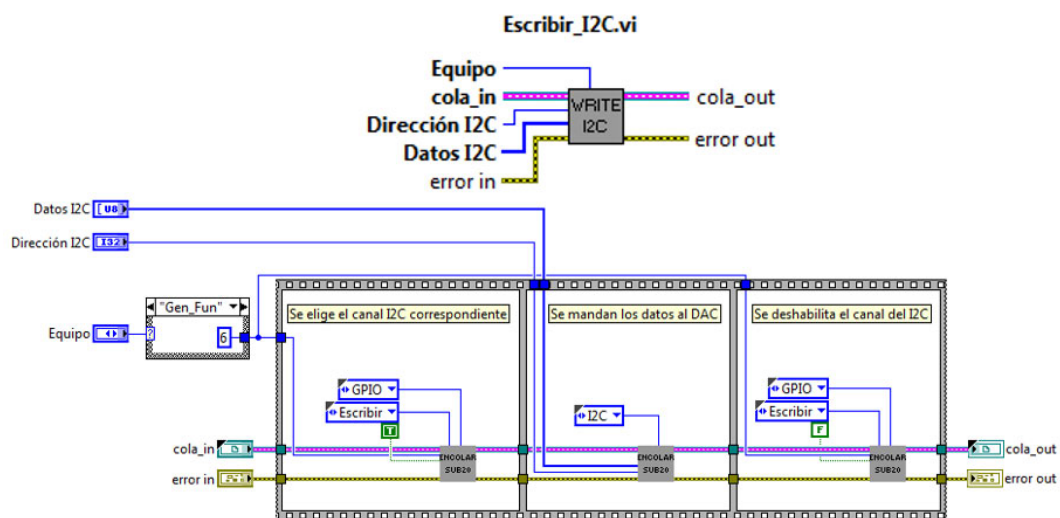 Escribir_I2C.vi
Equipo
cola_in
Dirección I2C
Datos I2C
error in
WRITE
I2C
cola_out
error out
Datos I2C
[U8]
Dirección I2C
I32
"Gen_Fun"
Equipo
?
6
Se elige el canal I2C correspondiente
Se mandan los datos al DAC
Se deshabilita el canal del I2C
GPIO
Escribir
T
I2C
GPIO
Escribir
F
cola_in
ENCOLAR
SUB20
ENCOLAR
SUB20
ENCOLAR
SUB20
cola_out
error in
error out